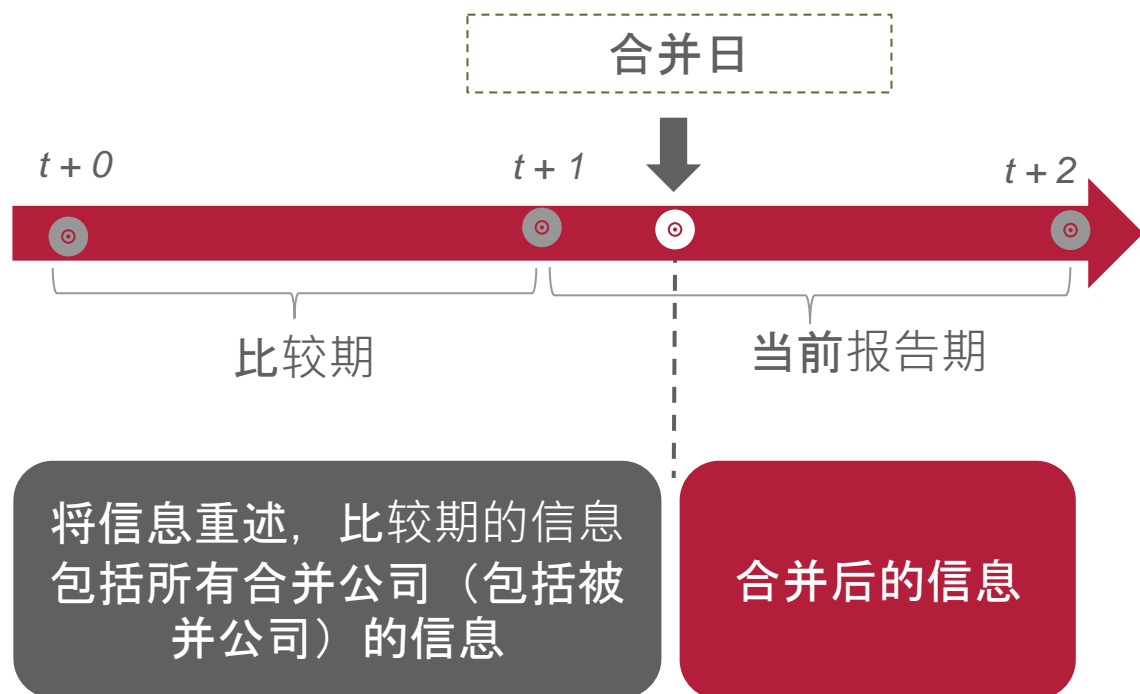 合并日
t + 0
t + 1
t + 2
比较期
当前报告期
将信息重述，比较期的信息
包括所有合并公司（包括被
并公司）的信息
合并后的信息